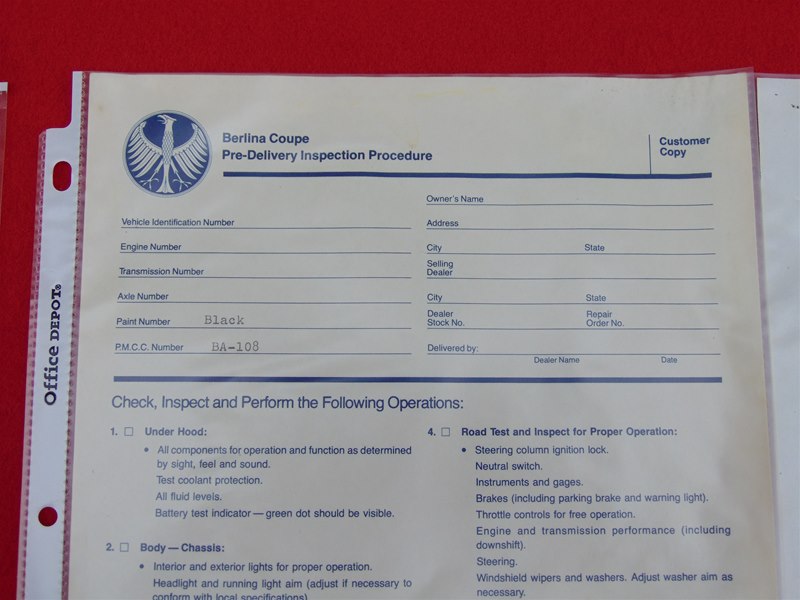 Berlina Coupe
Pre-Delivery Inspection Procedure
Customer
Copy
Vehicle Identification Number
Engine Number
Transmission Number
Axle Number
Paint Number Black
P.M.C.C. Number BA-108
Owner's Name
Address
City State
Selling
Dealer
City State
Dealer
Stock No.
Repair
Order No.
Delivered by:
Dealer Name Date
Office DEPOT®
Check, Inspect and Perform the Following Operations:
1. ☐ Under Hood:
• All components for operation and function as determined
by sight, feel and sound.
Test coolant protection.
All fluid levels.
Battery test indicator — green dot should be visible.
2. ☐ Body — Chassis:
• Interior and exterior lights for proper operation.
Headlight and running light aim (adjust if necessary to
conform with local specifications)
4. ☐ Road Test and Inspect for Proper Operation:
• Steering column ignition lock.
Neutral switch.
Instruments and gages.
Brakes (including parking brake and warning light).
Throttle controls for free operation.
Engine and transmission performance (including
downshift).
Steering.
Windshield wipers and washers. Adjust washer aim as
necessary.